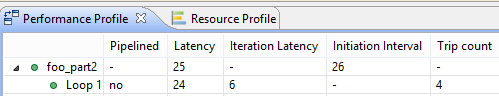 Performance Profile Resource Profile
Pipelined Latency Iteration Latency Initiation Interval Trip count
foo_part2 - 25 - 26 -
Loop 1 no 24 6 - 4